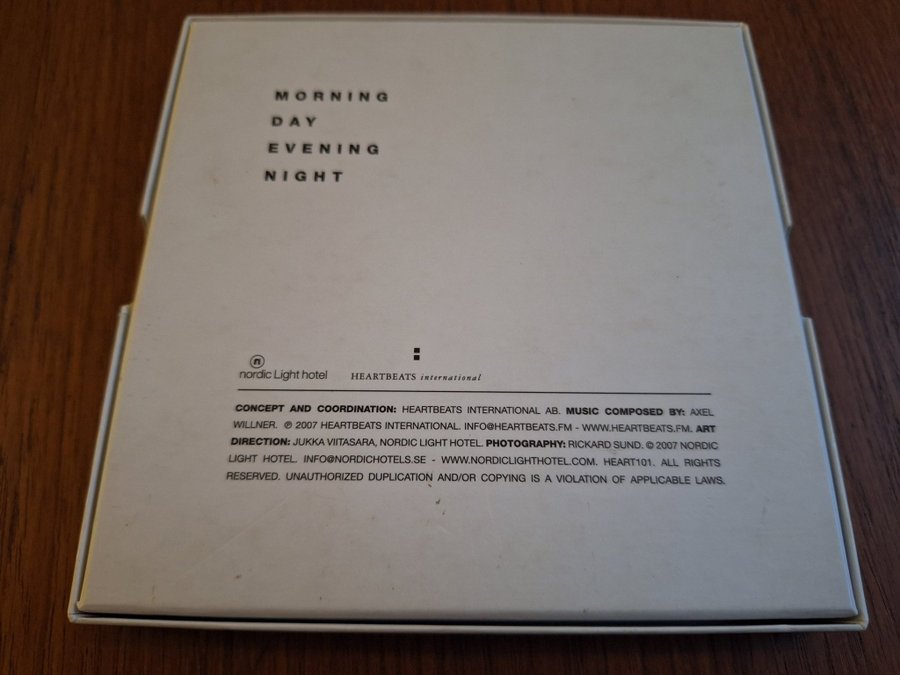 MORNING
DAY
EVENING
NIGHT
n
nordic Light hotel
HEARTBEATS international
CONCEPT AND COORDINATION: HEARTBEATS INTERNATIONAL AB. MUSIC COMPOSED BY: AXEL
WILLNER. ℗ 2007 HEARTBEATS INTERNATIONAL. INFO@HEARTBEATS.FM - WWW.HEARTBEATS.FM. ART
DIRECTION: JUKKA VIITASARA, NORDIC LIGHT HOTEL. PHOTOGRAPHY: RICKARD SUND. © 2007 NORDIC
LIGHT HOTEL. INFO@NORDICHOTELS.SE - WWW.NORDICLIGHTHOTEL.COM. HEART101. ALL RIGHTS
RESERVED. UNAUTHORIZED DUPLICATION AND/OR COPYING IS A VIOLATION OF APPLICABLE LAWS.